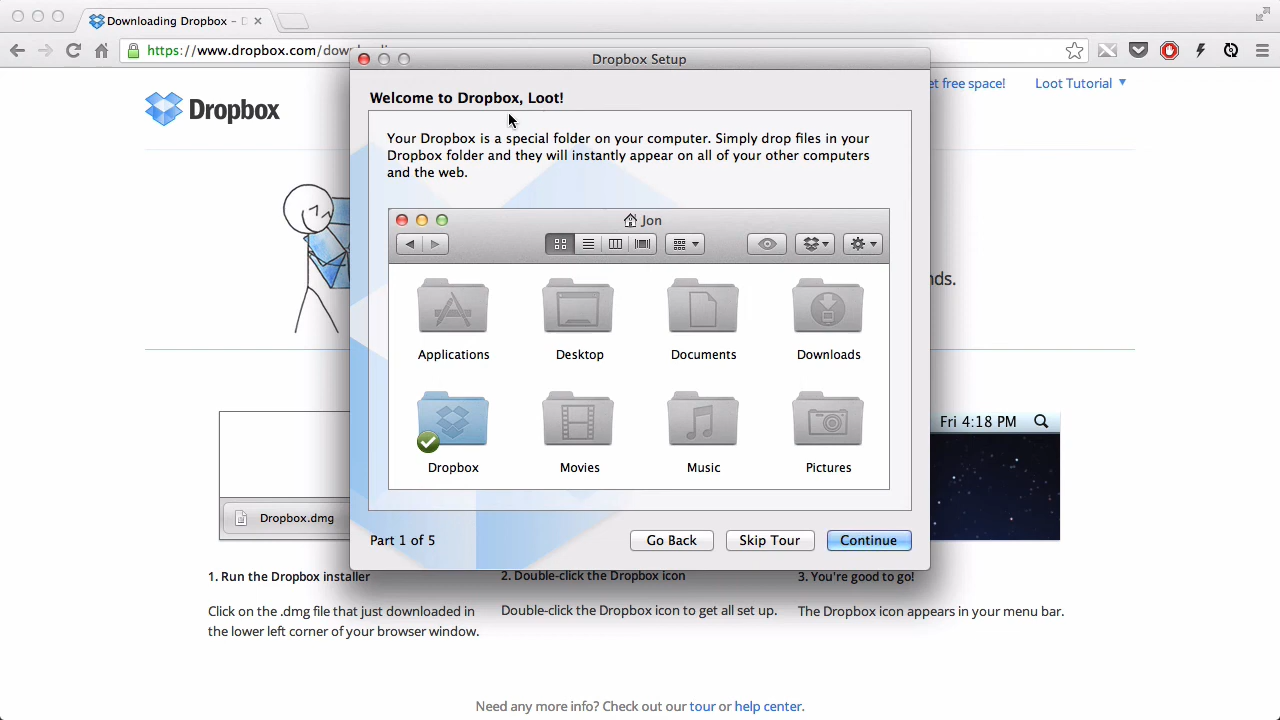 Downloading Dropbox - D
https://www.dropbox.com/downl
Dropbox Setup
et free space!
Loot Tutorial
Dropbox
Welcome to Dropbox, Loot!
Your Dropbox is a special folder on your computer. Simply drop files in your
Dropbox folder and they will instantly appear on all of your other computers
and the web.
Jon
Applications
Desktop
Documents
Downloads
nds.
Dropbox
Movies
Music
Pictures
Fri 4:18 PM
Dropbox.dmg
Part 1 of 5
Go Back
Skip Tour
Continue
1. Run the Dropbox installer
Click on the .dmg file that just downloaded in
the lower left corner of your browser window.
2. Double-click the Dropbox icon
Double-click the Dropbox icon to get all set up.
3. You're good to go!
The Dropbox icon appears in your menu bar.
Need any more info? Check out our tour or help center.